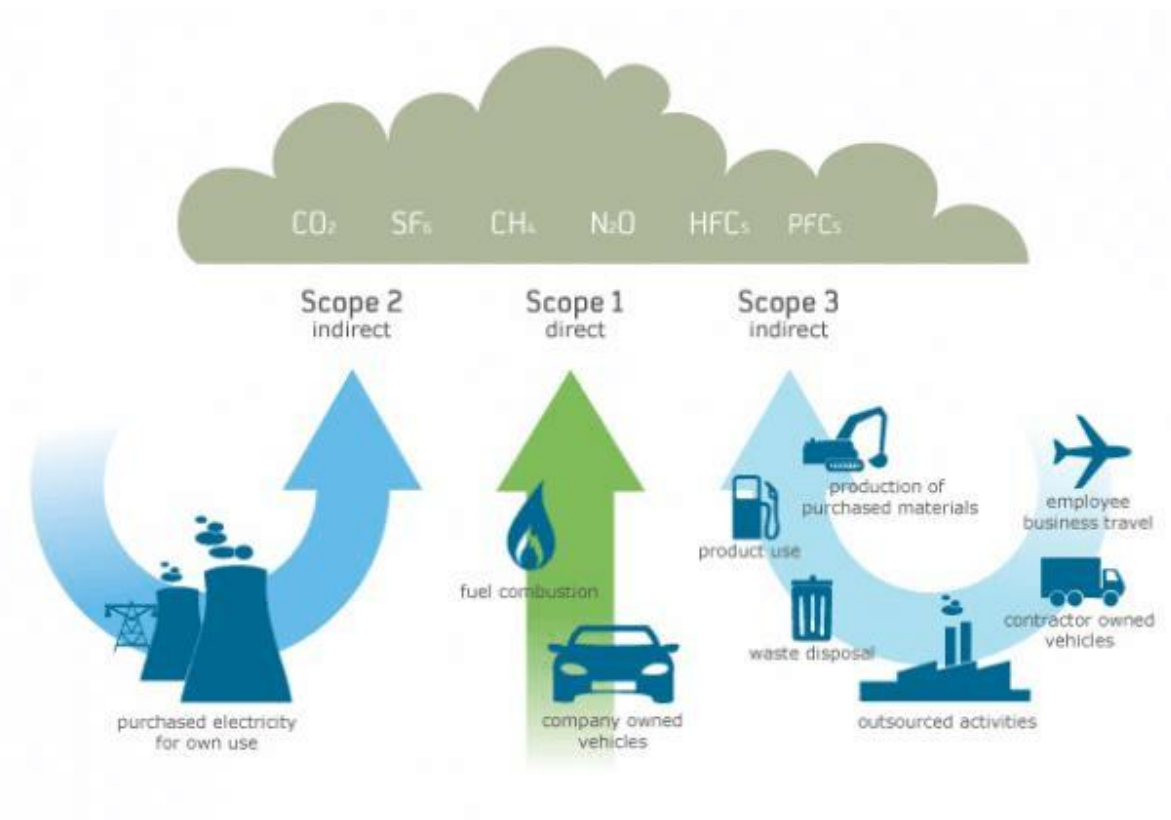 CO₂ SF₆ CH₄ N₂O HFCs PFCs
Scope 2
indirect
Scope 1
direct
Scope 3
indirect
purchased electricity
for own use
fuel combustion
company owned
vehicles
production of
purchased materials
product use
waste disposal
employee
business travel
contractor owned
vehicles
outsourced activities